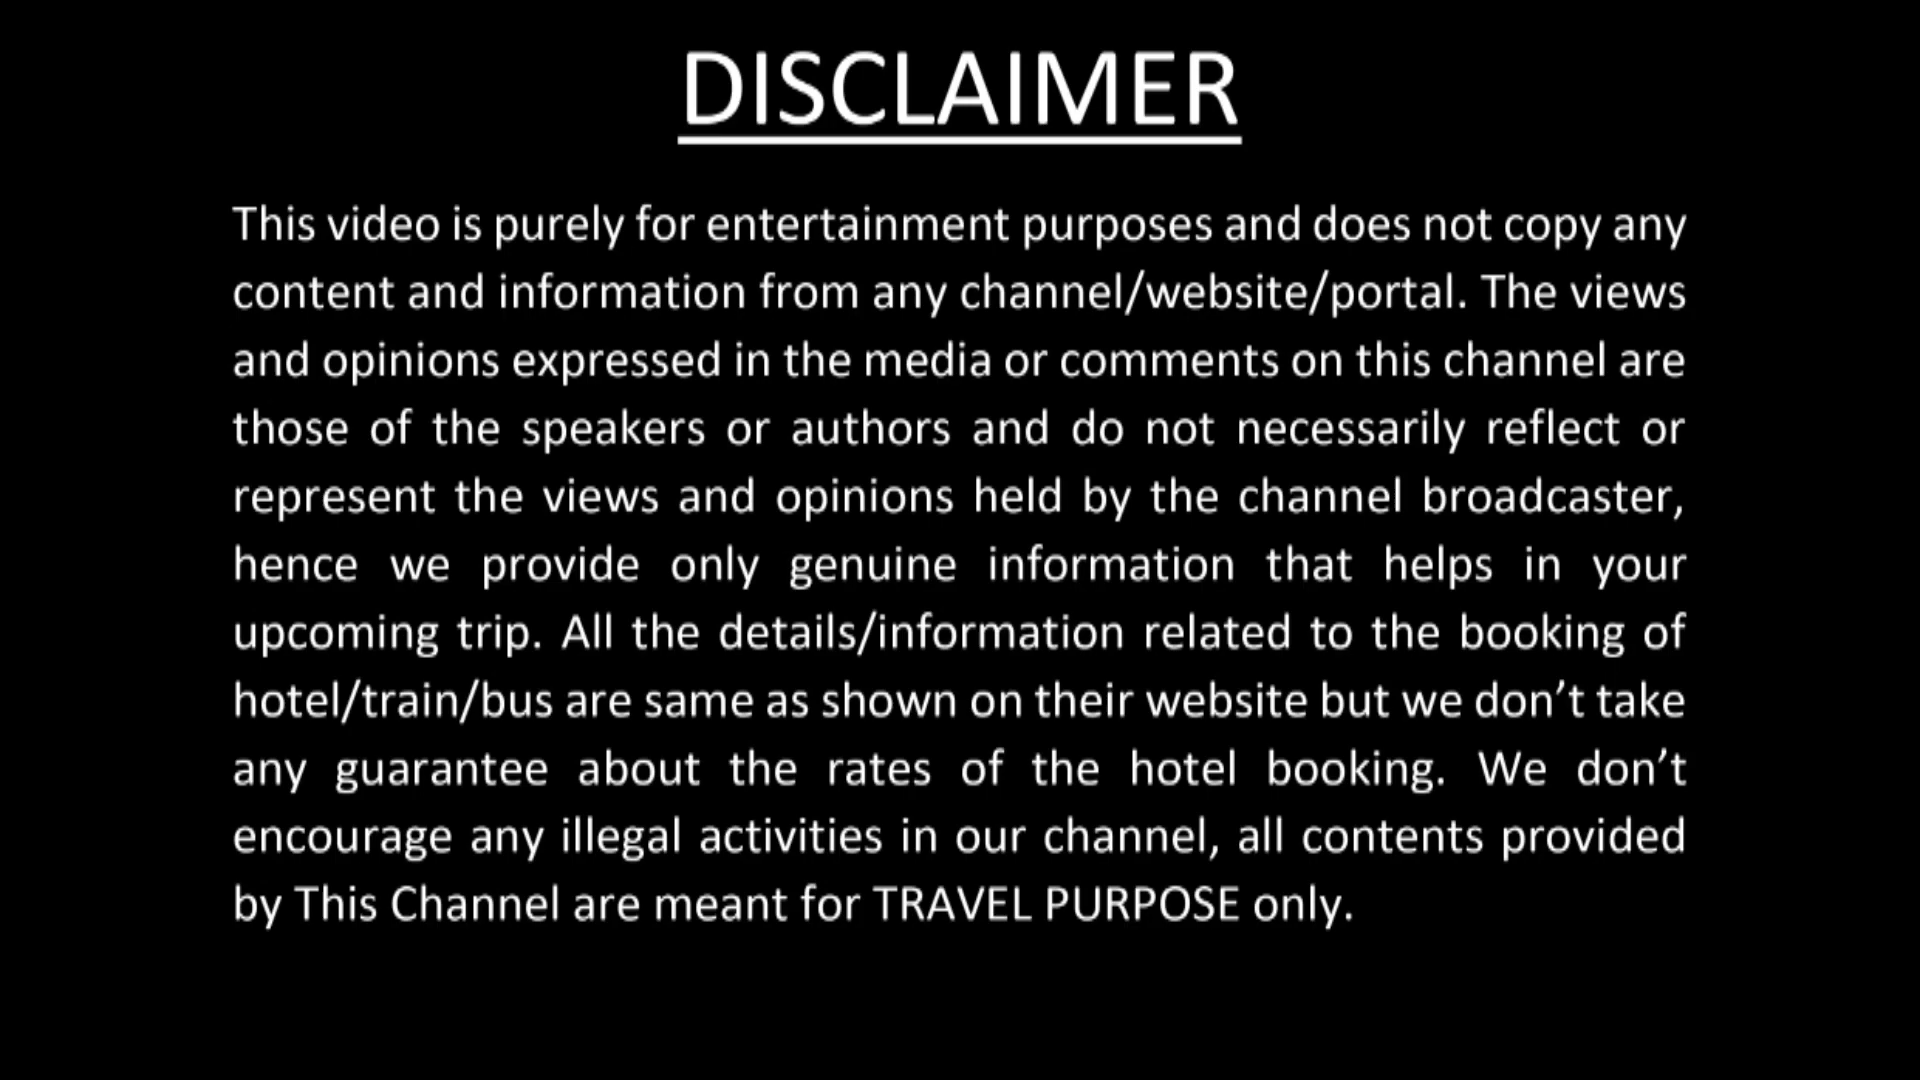 DISCLAIMER
This video is purely for entertainment purposes and does not copy any
content and information from any channel/website/portal. The views
and opinions expressed in the media or comments on this channel are
those of the speakers or authors and do not necessarily reflect or
represent the views and opinions held by the channel broadcaster,
hence we provide only genuine information that helps in your
upcoming trip. All the details/information related to the booking of
hotel/train/bus are same as shown on their website but we don’t take
any guarantee about the rates of the hotel booking. We don’t
encourage any illegal activities in our channel, all contents provided
by This Channel are meant for TRAVEL PURPOSE only.